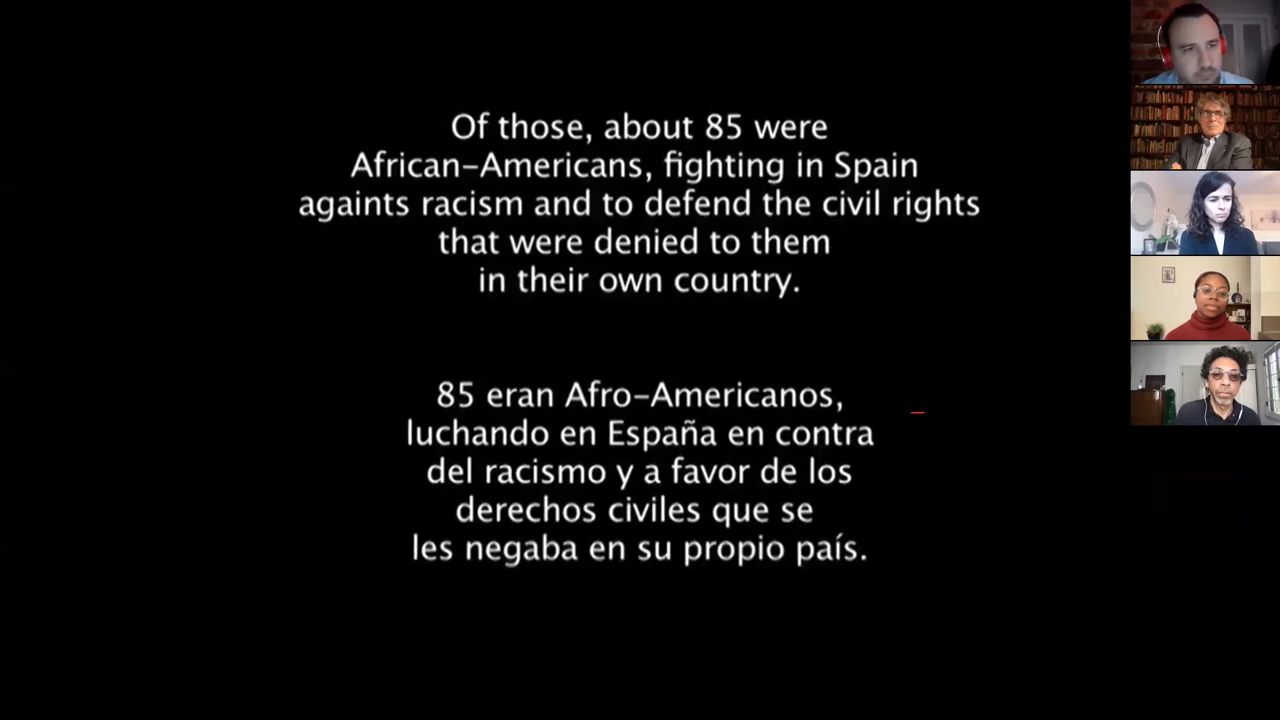 Of those, about 85 were
African-Americans, fighting in Spain
againts racism and to defend the civil rights
that were denied to them
in their own country.
85 eran Afro-Americanos,
luchando en España en contra
del racismo y a favor de los
derechos civiles que se
les negaba en su propio país.